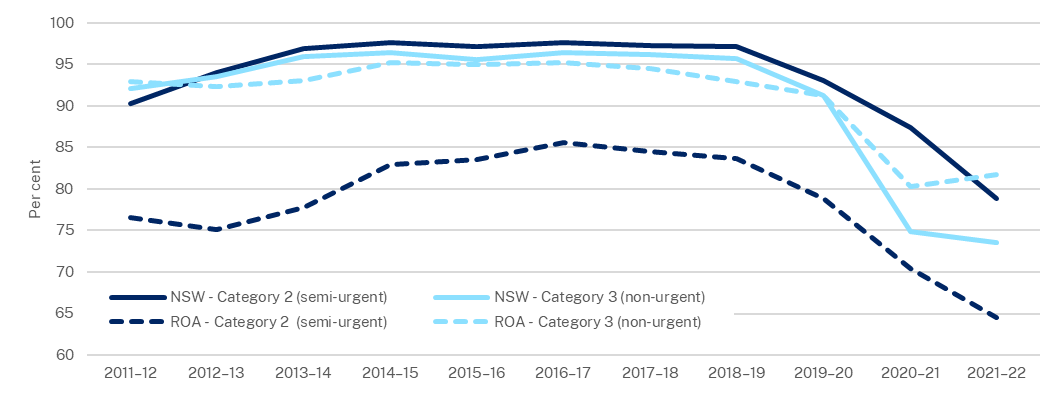 100
95
90
85
80
75
70
65
60
Per cent
NSW - Category 2 (semi-urgent)
NSW - Category 3 (non-urgent)
ROA - Category 2 (semi-urgent)
ROA - Category 3 (non-urgent)
2011–12 2012–13 2013–14 2014–15 2015–16 2016–17 2017–18 2018–19 2019–20 2020–21 2021–22